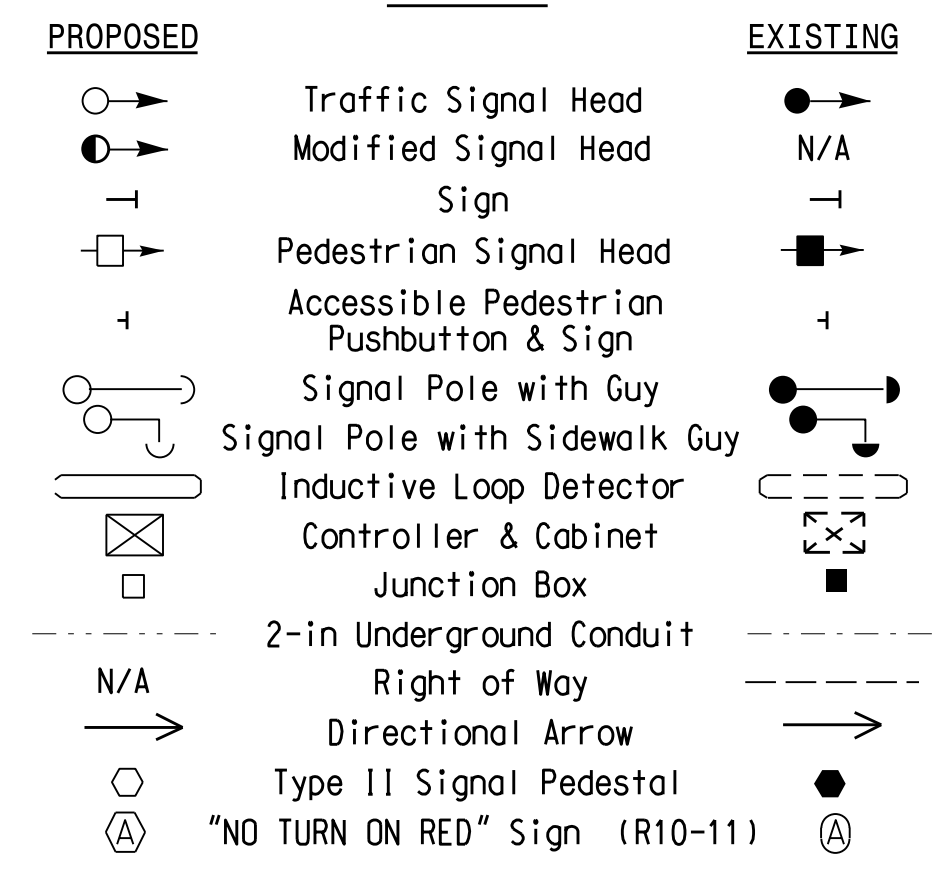 PROPOSED EXISTING
Traffic Signal Head
Modified Signal Head N/A
Sign
Pedestrian Signal Head
Accessible Pedestrian
Pushbutton & Sign
Signal Pole with Guy
Signal Pole with Sidewalk Guy
Inductive Loop Detector
Controller & Cabinet
Junction Box
2-in Underground Conduit
N/A Right of Way
Directional Arrow
Type II Signal Pedestal
A "NO TURN ON RED" Sign (R10-11) A